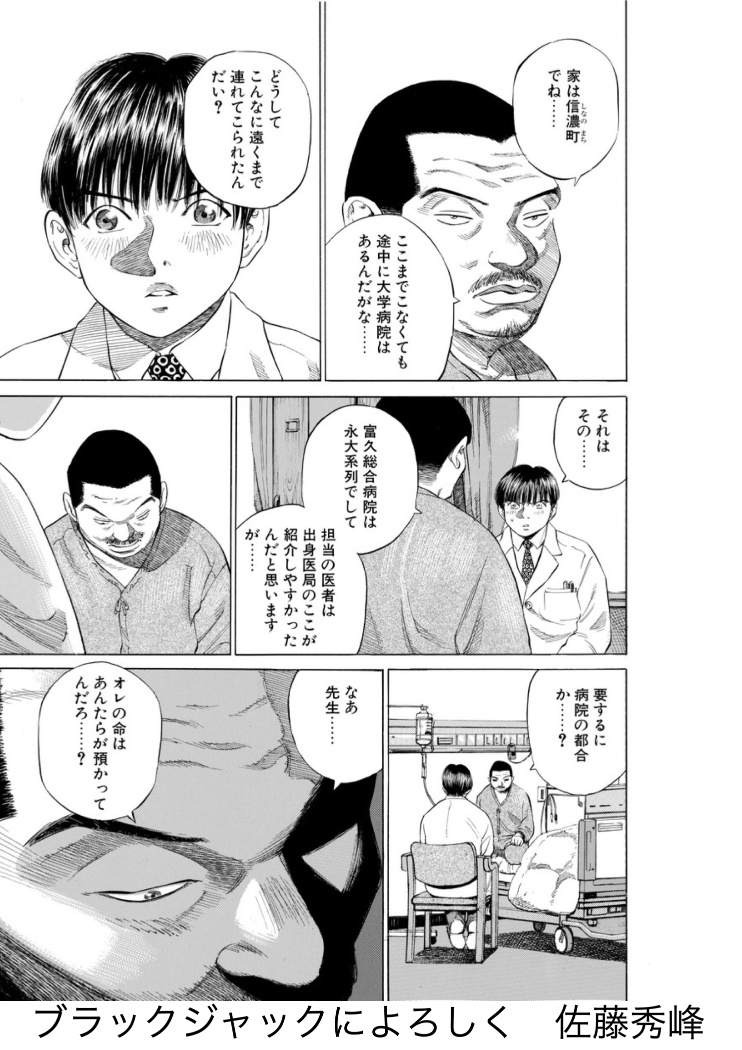 家は信濃町
しなの まち
でね……
ここまでこなくても
途中に大学病院は
あるんだがな……
どうして
こんなに遠くまで
連れてこられたん
だい？
それは
その……
富久総合病院は
永大系列でして
担当の医者は
出身医局のここが
紹介しやすかった
んだと思います
が……
要するに
病院の都合
か……？
なあ
先生……
オレの命は
あんたらが預かって
んだろ……？
ブラックジャックによろしく　佐藤秀峰